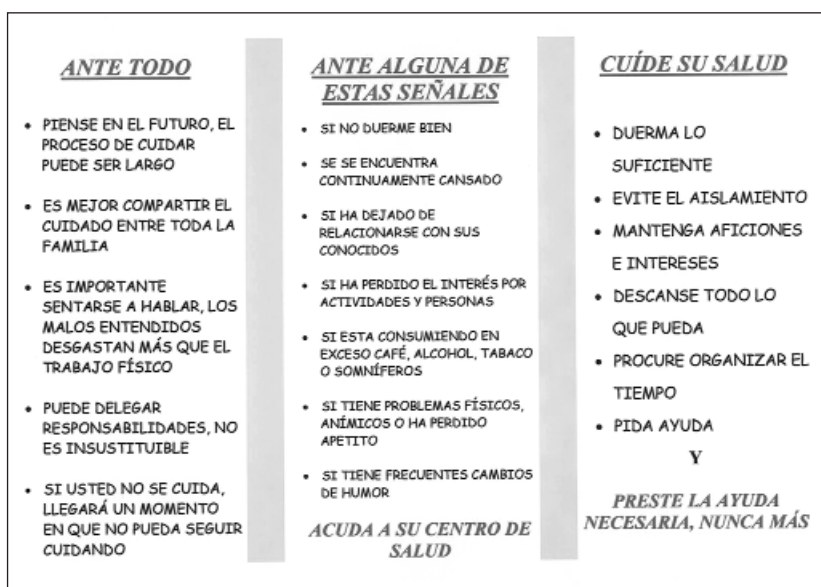 ANTE TODO
• PIENSE EN EL FUTURO, EL
PROCESO DE CUIDAR
PUEDE SER LARGO
• ES MEJOR COMPARTIR EL
CUIDADO ENTRE TODA LA
FAMILIA
• ES IMPORTANTE
SENTARSE A HABLAR, LOS
MALOS ENTENDIDOS
DESGASTAN MÁS QUE EL
TRABAJO FÍSICO
• PUEDE DELEGAR
RESPONSABILIDADES, NO
ES INSUSTITUIBLE
• SI USTED NO SE CUIDA,
LLEGARÁ UN MOMENTO
EN QUE NO PUEDA SEGUIR
CUIDANDO
ANTE ALGUNA DE
ESTAS SEÑALES
• SI NO DUERME BIEN
• SE SE ENCUENTRA
CONTINUAMENTE CANSADO
• SI HA DEJADO DE
RELACIONARSE CON SUS
CONOCIDOS
• SI HA PERDIDO EL INTERÉS POR
ACTIVIDADES Y PERSONAS
• SI ESTA CONSUMIENDO EN
EXCESO CAFÉ, ALCOHOL, TABACO
O SOMNÍFEROS
• SI TIENE PROBLEMAS FÍSICOS,
ANÍMICOS O HA PERDIDO
APETITO
• SI TIENE FRECUENTES CAMBIOS
DE HUMOR
ACUDA A SU CENTRO DE
SALUD
CUÍDE SU SALUD
• DUERMA LO
SUFICIENTE
• EVITE EL AISLAMIENTO
• MANTENGA AFICIONES
E INTERESES
• DESCANSE TODO LO
QUE PUEDA
• PROCURE ORGANIZAR EL
TIEMPO
• PIDA AYUDA
Y
PRESTE LA AYUDA
NECESARIA, NUNCA MÁS